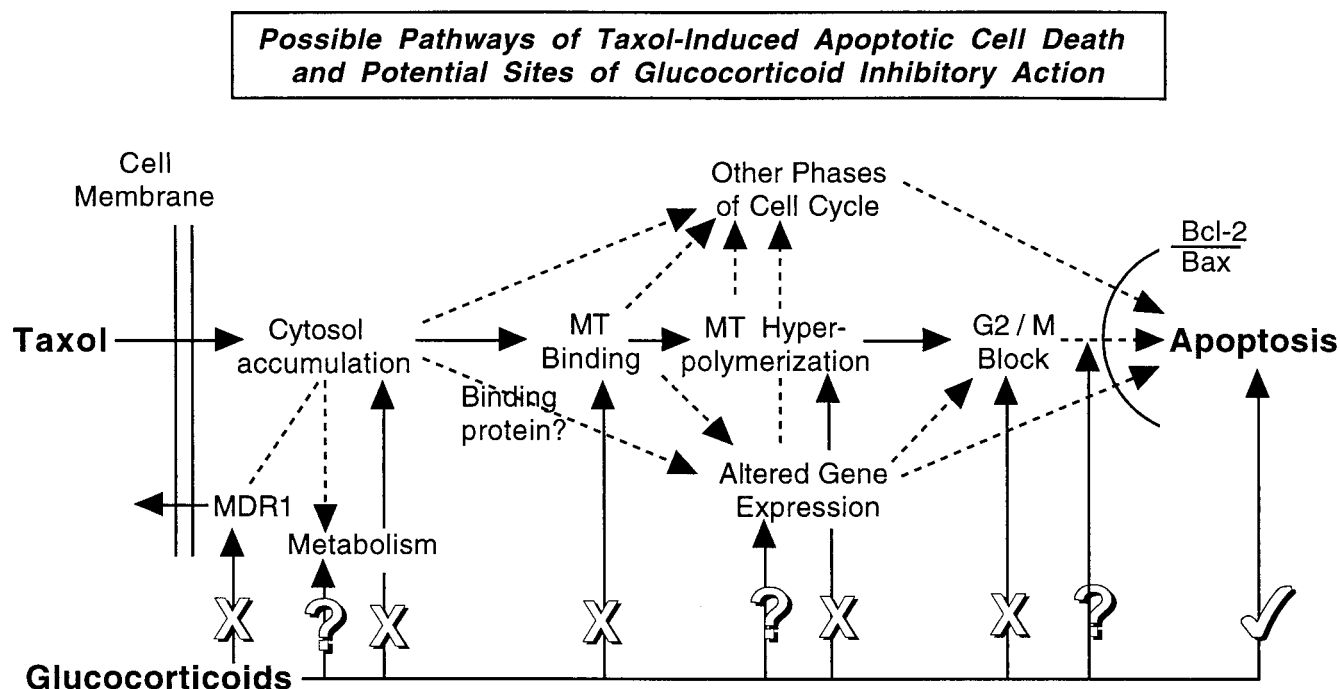 Possible Pathways of Taxol-Induced Apoptotic Cell Death
and Potential Sites of Glucocorticoid Inhibitory Action
Cell
Membrane
Other Phases
of Cell Cycle
Bcl-2
Bax
Taxol
Cytosol
accumulation
MT
Binding
MT Hyper-
polymerization
G2 / M
Block
Apoptosis
Binding
protein?
Altered Gene
Expression
MDR1
Metabolism
X ? X X ? X X ? ✓
Glucocorticoids